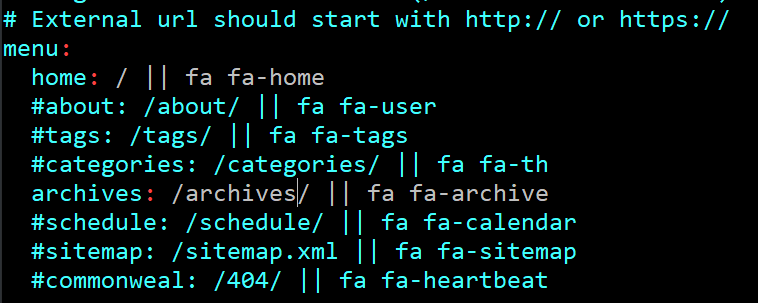 # External url should start with http:// or https://
menu:
  home: / || fa fa-home
  #about: /about/ || fa fa-user
  #tags: /tags/ || fa fa-tags
  #categories: /categories/ || fa fa-th
  archives: /archives/ || fa fa-archive
  #schedule: /schedule/ || fa fa-calendar
  #sitemap: /sitemap.xml || fa fa-sitemap
  #commonweal: /404/ || fa fa-heartbeat